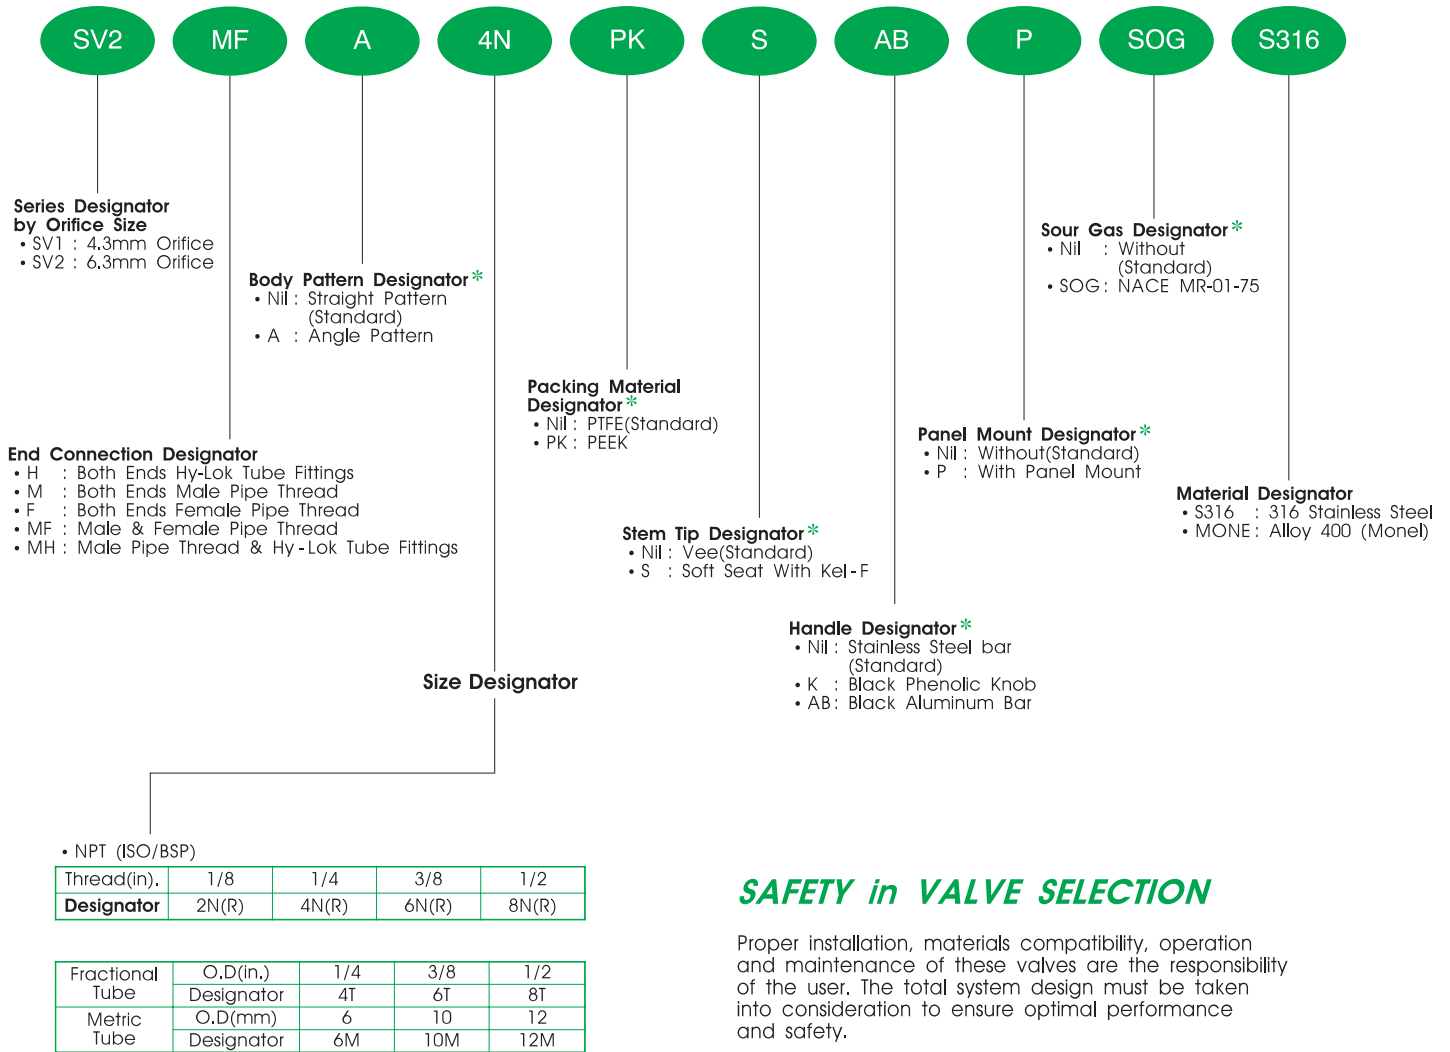 SV2 MF A 4N PK S AB P SOG S316
Series Designator
by Orifice Size
• SV1 : 4.3mm Orifice
• SV2 : 6.3mm Orifice
End Connection Designator
• H : Both Ends Hy-Lok Tube Fittings
• M : Both Ends Male Pipe Thread
• F : Both Ends Female Pipe Thread
• MF : Male & Female Pipe Thread
• MH : Male Pipe Thread & Hy-Lok Tube Fittings
Body Pattern Designator*
• Nil : Straight Pattern
(Standard)
• A : Angle Pattern
Size Designator
• NPT (ISO/BSP)
Thread(in). 1/8 1/4 3/8 1/2
Designator 2N(R) 4N(R) 6N(R) 8N(R)
Fractional Tube O.D(in.) 1/4 3/8 1/2
Designator 4T 6T 8T
Metric Tube O.D(mm) 6 10 12
Designator 6M 10M 12M
Packing Material
Designator*
• Nil : PTFE(Standard)
• PK : PEEK
Stem Tip Designator*
• Nil : Vee(Standard)
• S : Soft Seat With Kel-F
Handle Designator*
• Nil : Stainless Steel bar
(Standard)
• K : Black Phenolic Knob
• AB : Black Aluminum Bar
Panel Mount Designator*
• Nil : Without(Standard)
• P : With Panel Mount
Sour Gas Designator*
• Nil : Without
(Standard)
• SOG : NACE MR-01-75
Material Designator
• S316 : 316 Stainless Steel
• MONE : Alloy 400 (Monel)
SAFETY in VALVE SELECTION
Proper installation, materials compatibility, operation
and maintenance of these valves are the responsibility
of the user. The total system design must be taken
into consideration to ensure optimal performance
and safety.